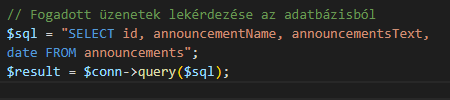 // Fogadott üzenetek lekérdezése az adatbázisból
$sql = "SELECT id, announcementName, announcementsText,
date FROM announcements";
$result = $conn->query($sql);